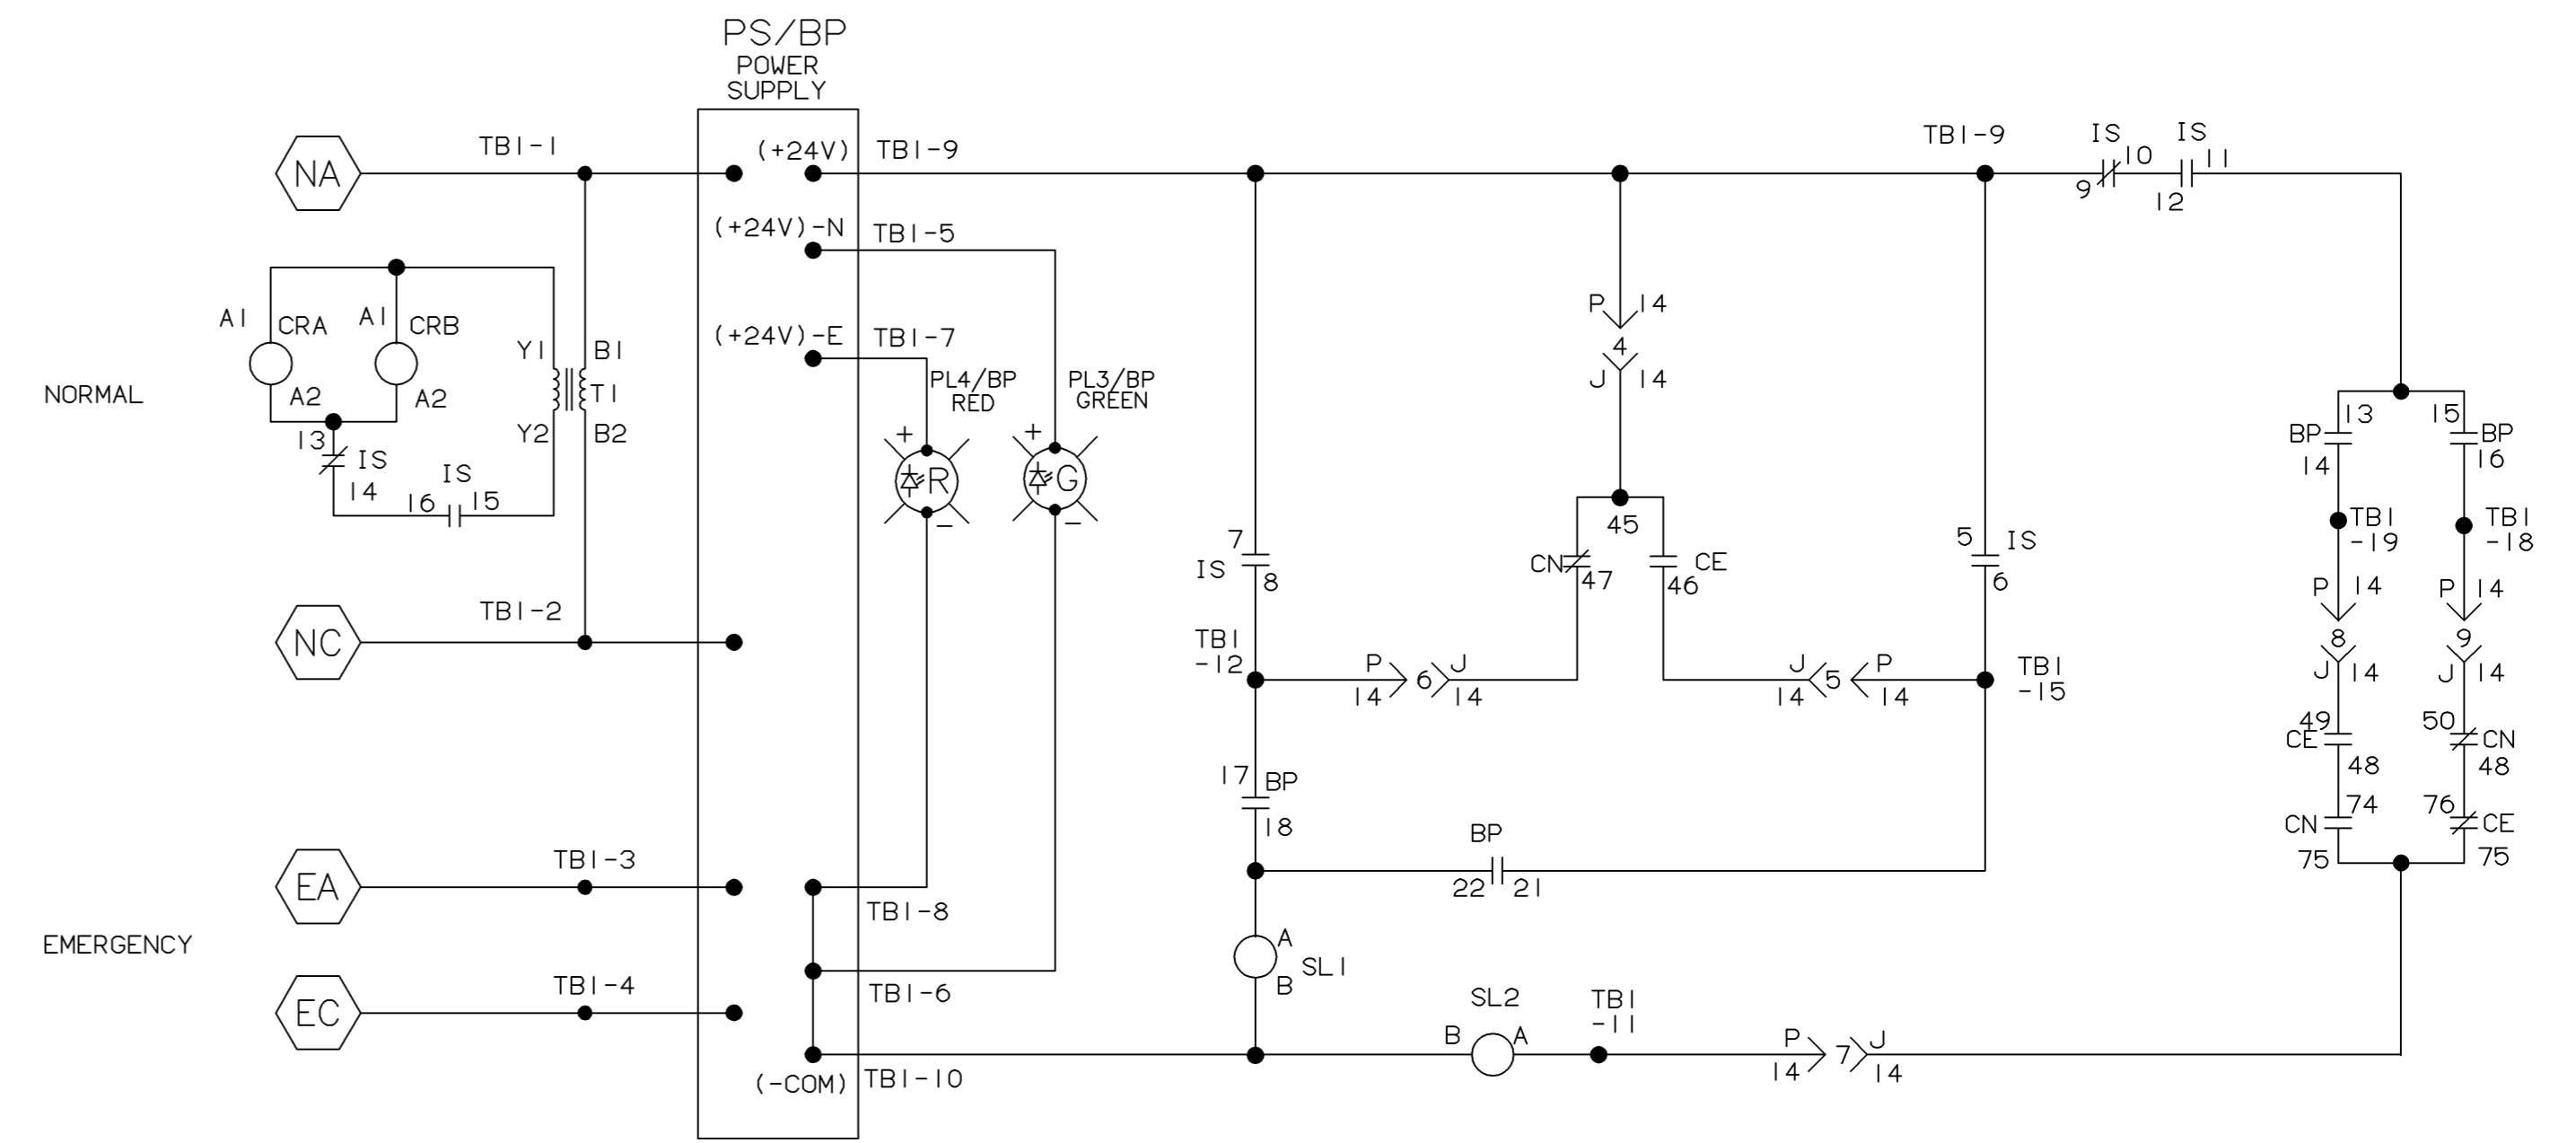 PS/BP
POWER
SUPPLY
NA
TB1-1
(+24V)
TB1-9
TB1-9
IS
10
9
IS
11
12
(+24V)-N
TB1-5
(+24V)-E
TB1-7
A1
CRA
A2
A1
CRB
A2
Y1
B1
T1
Y2
B2
NORMAL
13
IS
14
IS
16
15
PL4/BP
RED
+
R
-
PL3/BP
GREEN
+
G
-
P
14
4
J
14
45
CN
47
CE
46
7
IS
8
5
IS
6
13
BP
14
15
BP
16
TB1
-19
TB1
-18
P
14
8
J
14
P
14
9
J
14
NC
TB1-2
TB1
-12
P
14
6
J
14
J
14
5
P
14
TB1
-15
49
CE
48
74
CN
75
50
CN
48
76
CE
75
17
BP
18
BP
22
21
EA
TB1-3
TB1-8
EMERGENCY
A
SL1
B
EC
TB1-4
TB1-6
SL2
B
A
TB1
-11
P
14
7
J
14
(-COM)
TB1-10